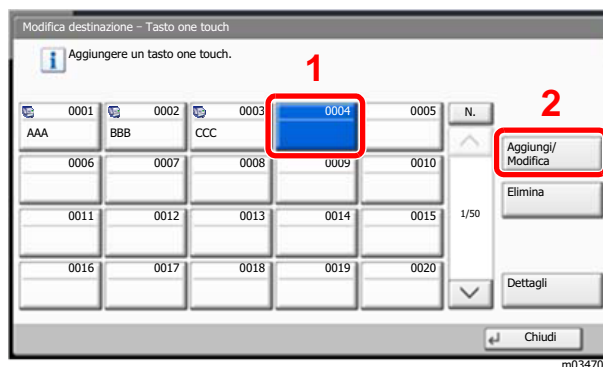 Modifica destinazione – Tasto one touch
Aggiungere un tasto one touch.
1
2
0001 0002 0003 0004 0005 N.
AAA BBB CCC
Aggiungi/
Modifica
0006 0007 0008 0009 0010
Elimina
0011 0012 0013 0014 0015 1/50
0016 0017 0018 0019 0020
Dettagli
Chiudi
m03470